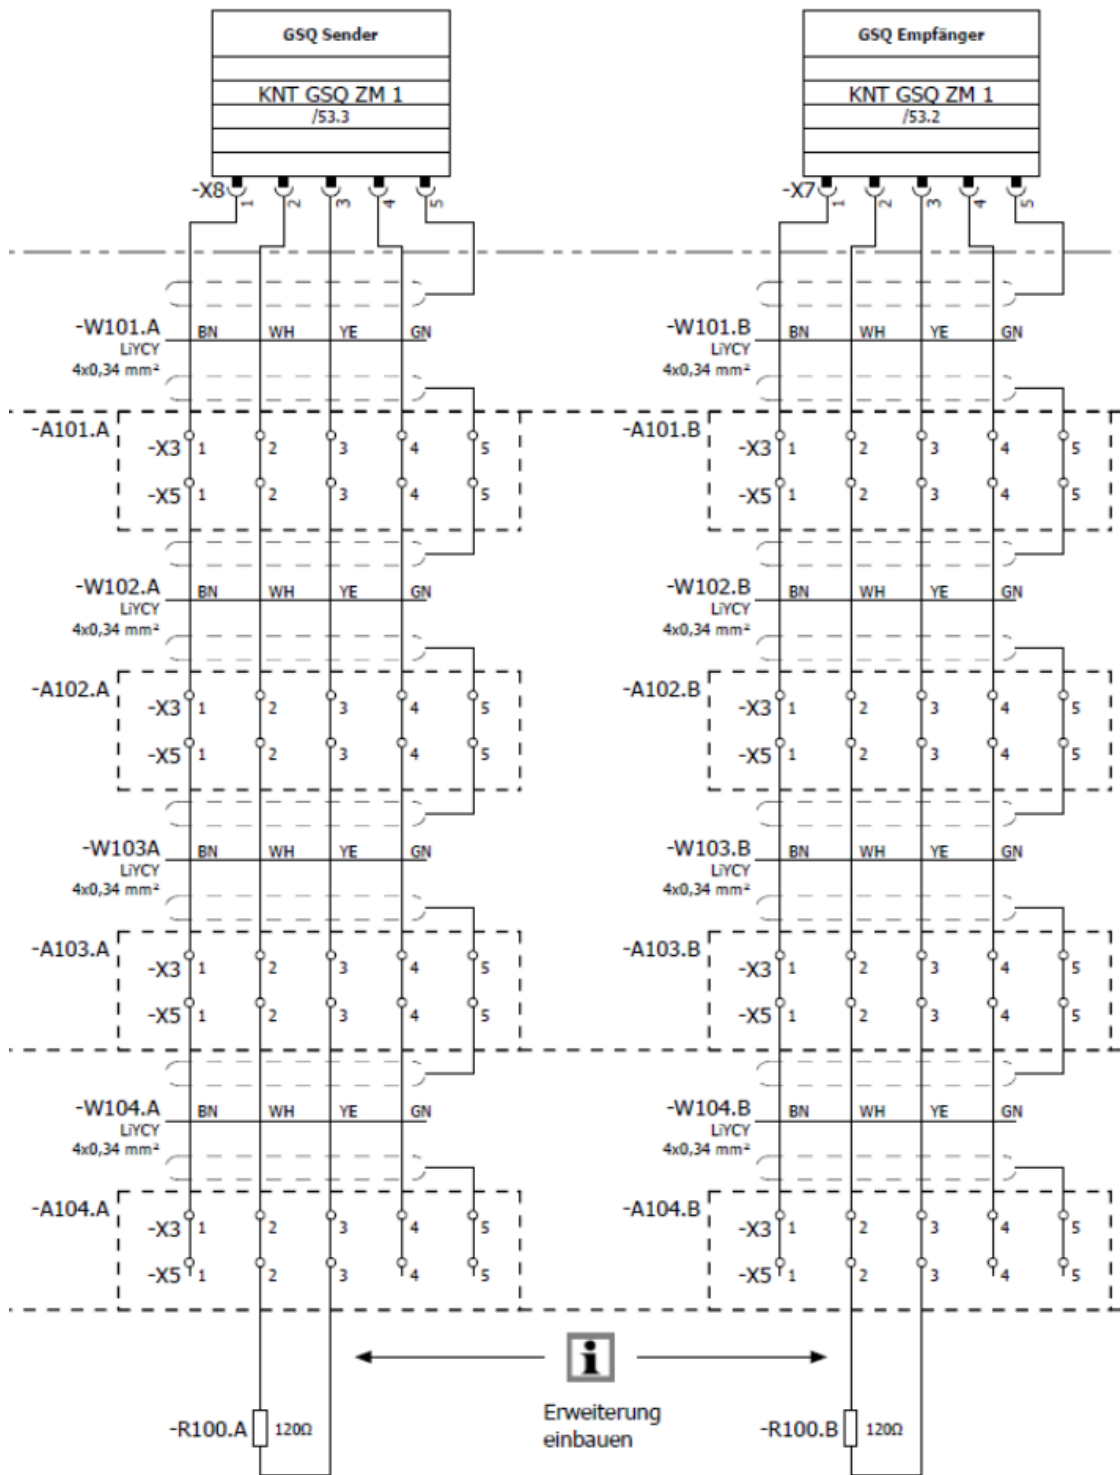 GSQ Sender
GSQ Empfänger
KNT GSQ ZM 1
KNT GSQ ZM 1
/53.3
/53.2
-X8 1 2 3 4 5
-X7 1 2 3 4 5
-W101.A BN WH YE GN
LiYCY
4x0,34 mm²
-W101.B BN WH YE GN
LiYCY
4x0,34 mm²
-A101.A
-X3 1 2 3 4 5
-X5 1 2 3 4 5
-A101.B
-X3 1 2 3 4 5
-X5 1 2 3 4 5
-W102.A BN WH YE GN
LiYCY
4x0,34 mm²
-W102.B BN WH YE GN
LiYCY
4x0,34 mm²
-A102.A
-X3 1 2 3 4 5
-X5 1 2 3 4 5
-A102.B
-X3 1 2 3 4 5
-X5 1 2 3 4 5
-W103A BN WH YE GN
LiYCY
4x0,34 mm²
-W103.B BN WH YE GN
LiYCY
4x0,34 mm²
-A103.A
-X3 1 2 3 4 5
-X5 1 2 3 4 5
-A103.B
-X3 1 2 3 4 5
-X5 1 2 3 4 5
-W104.A BN WH YE GN
LiYCY
4x0,34 mm²
-W104.B BN WH YE GN
LiYCY
4x0,34 mm²
-A104.A
-X3 1 2 3 4 5
-X5 1 2 3 4 5
-A104.B
-X3 1 2 3 4 5
-X5 1 2 3 4 5
i
Erweiterung
einbauen
-R100.A 120Ω
-R100.B 120Ω